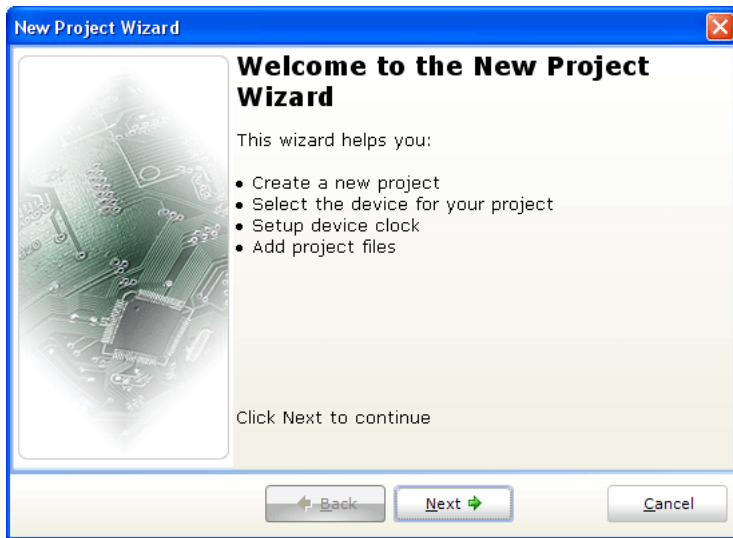 New Project Wizard
Welcome to the New Project
Wizard
This wizard helps you:
• Create a new project
• Select the device for your project
• Setup device clock
• Add project files
Click Next to continue
Back
Next
Cancel